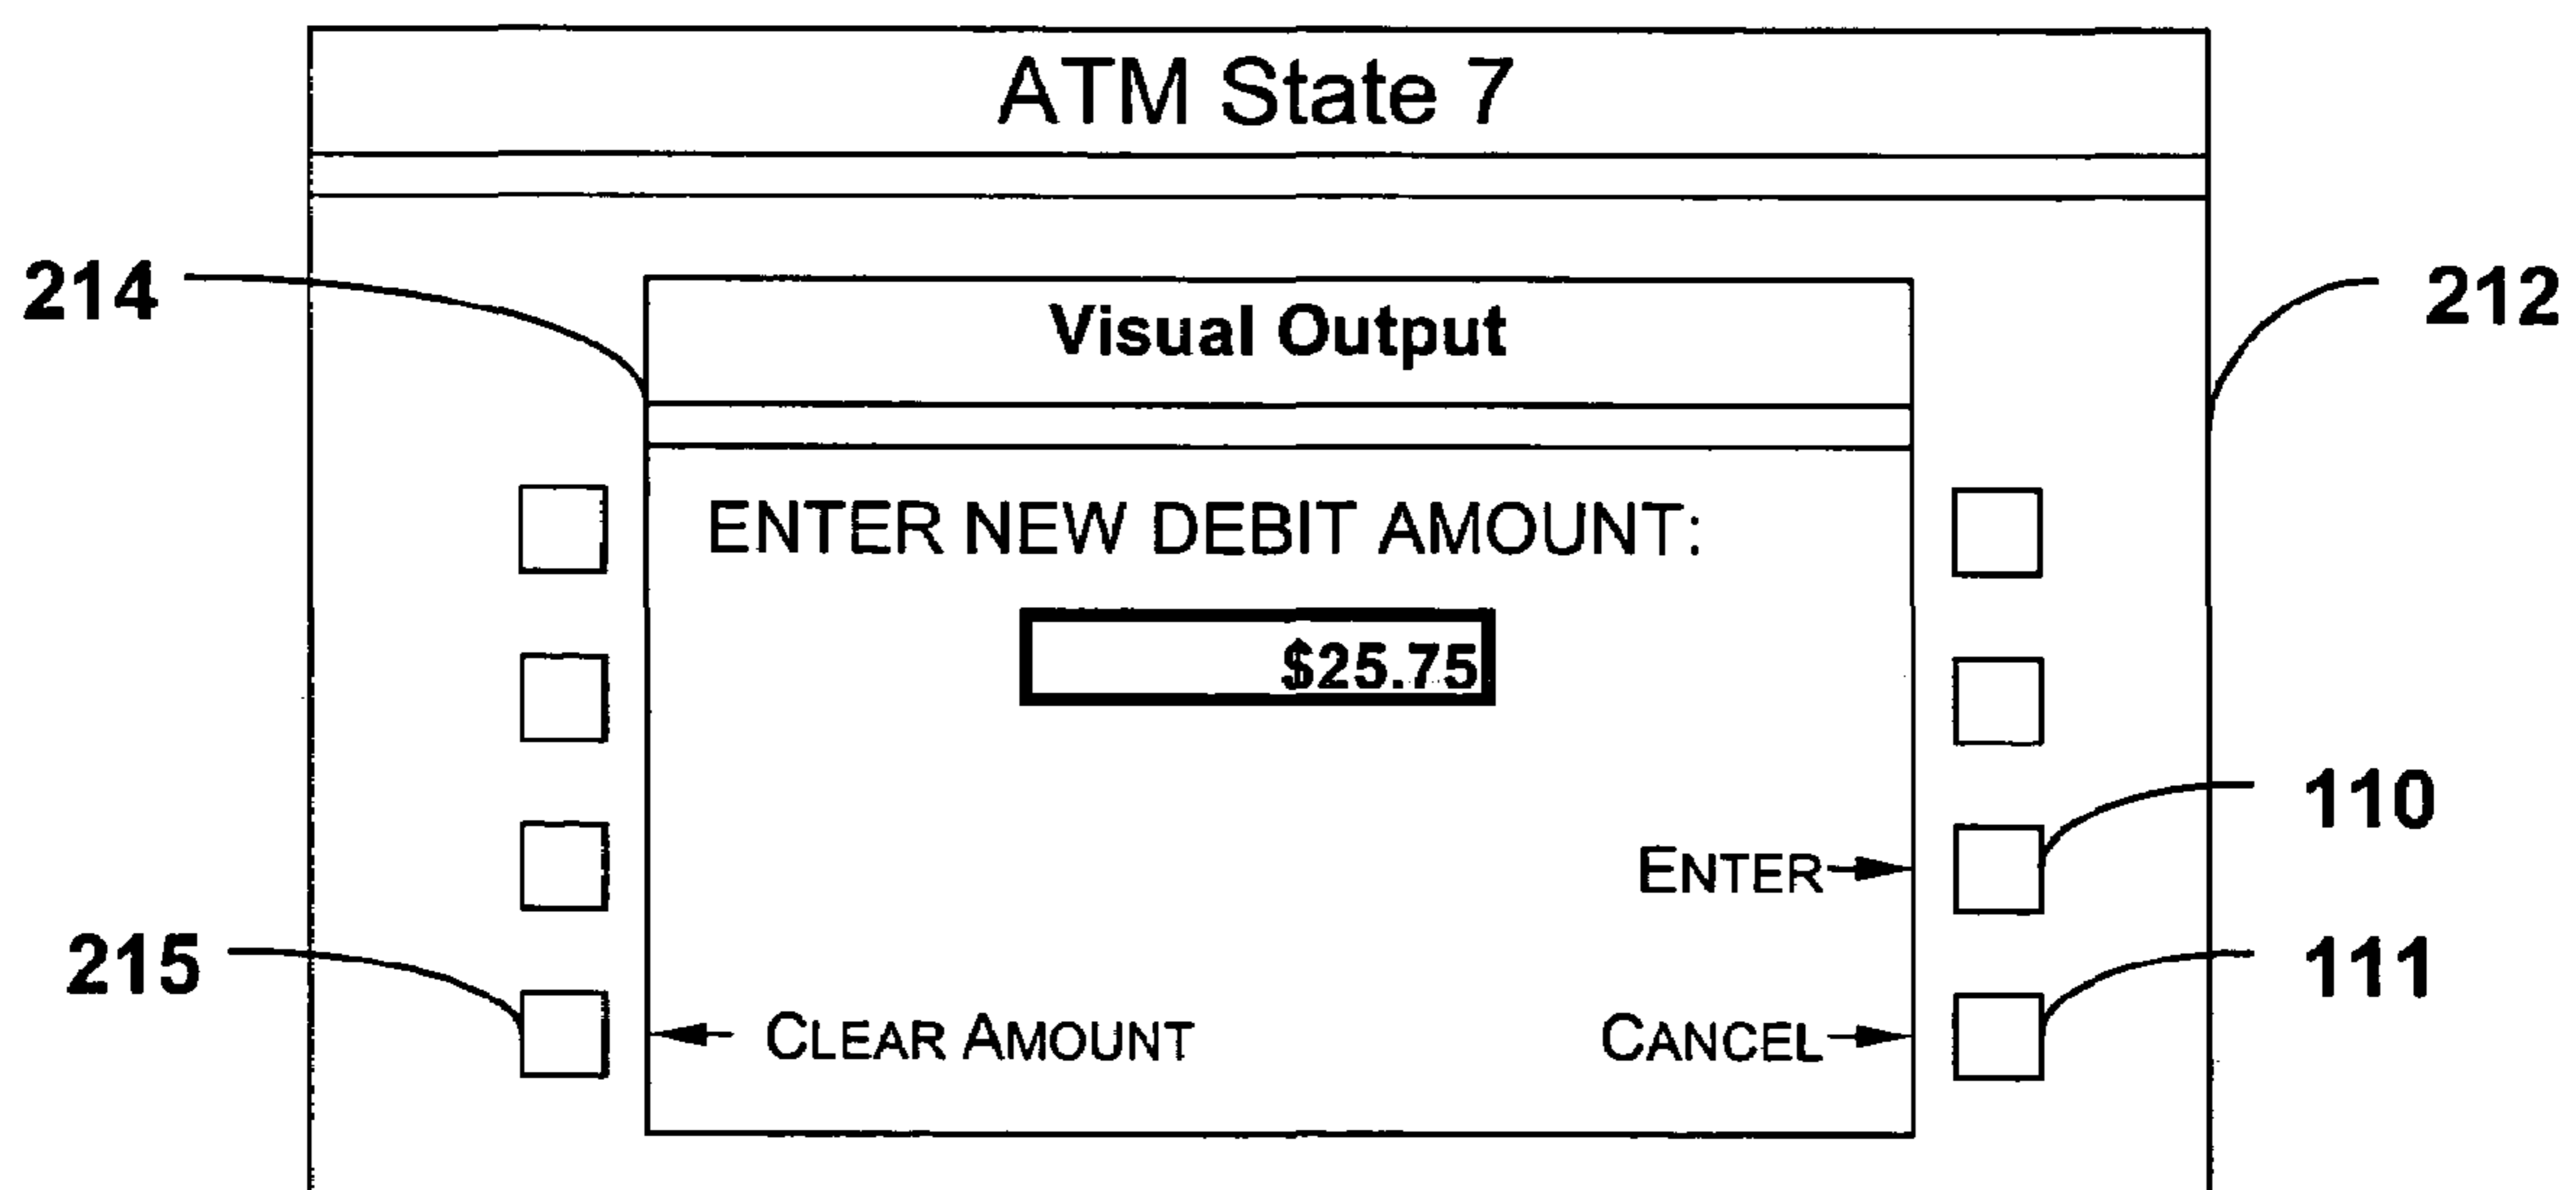 ATM State 7
214
212
Visual Output
ENTER NEW DEBIT AMOUNT:
$25.75
110
ENTER
215
111
CLEAR AMOUNT
CANCEL